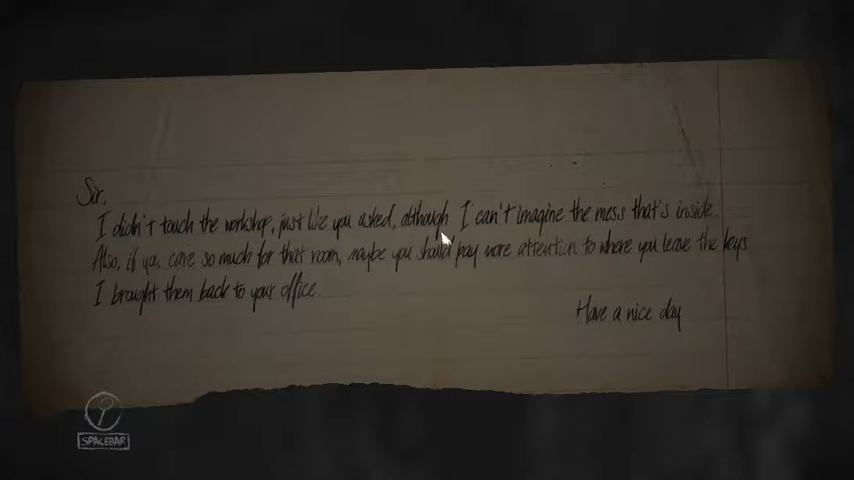 Sir,
I didn't touch the workshop, just like you asked, although I can't imagine the mess that's inside.
Also, if you care so much for that room, maybe you should pay more attention to where you leave the keys
I brought them back to your office.
Have a nice day
SPACEBAR